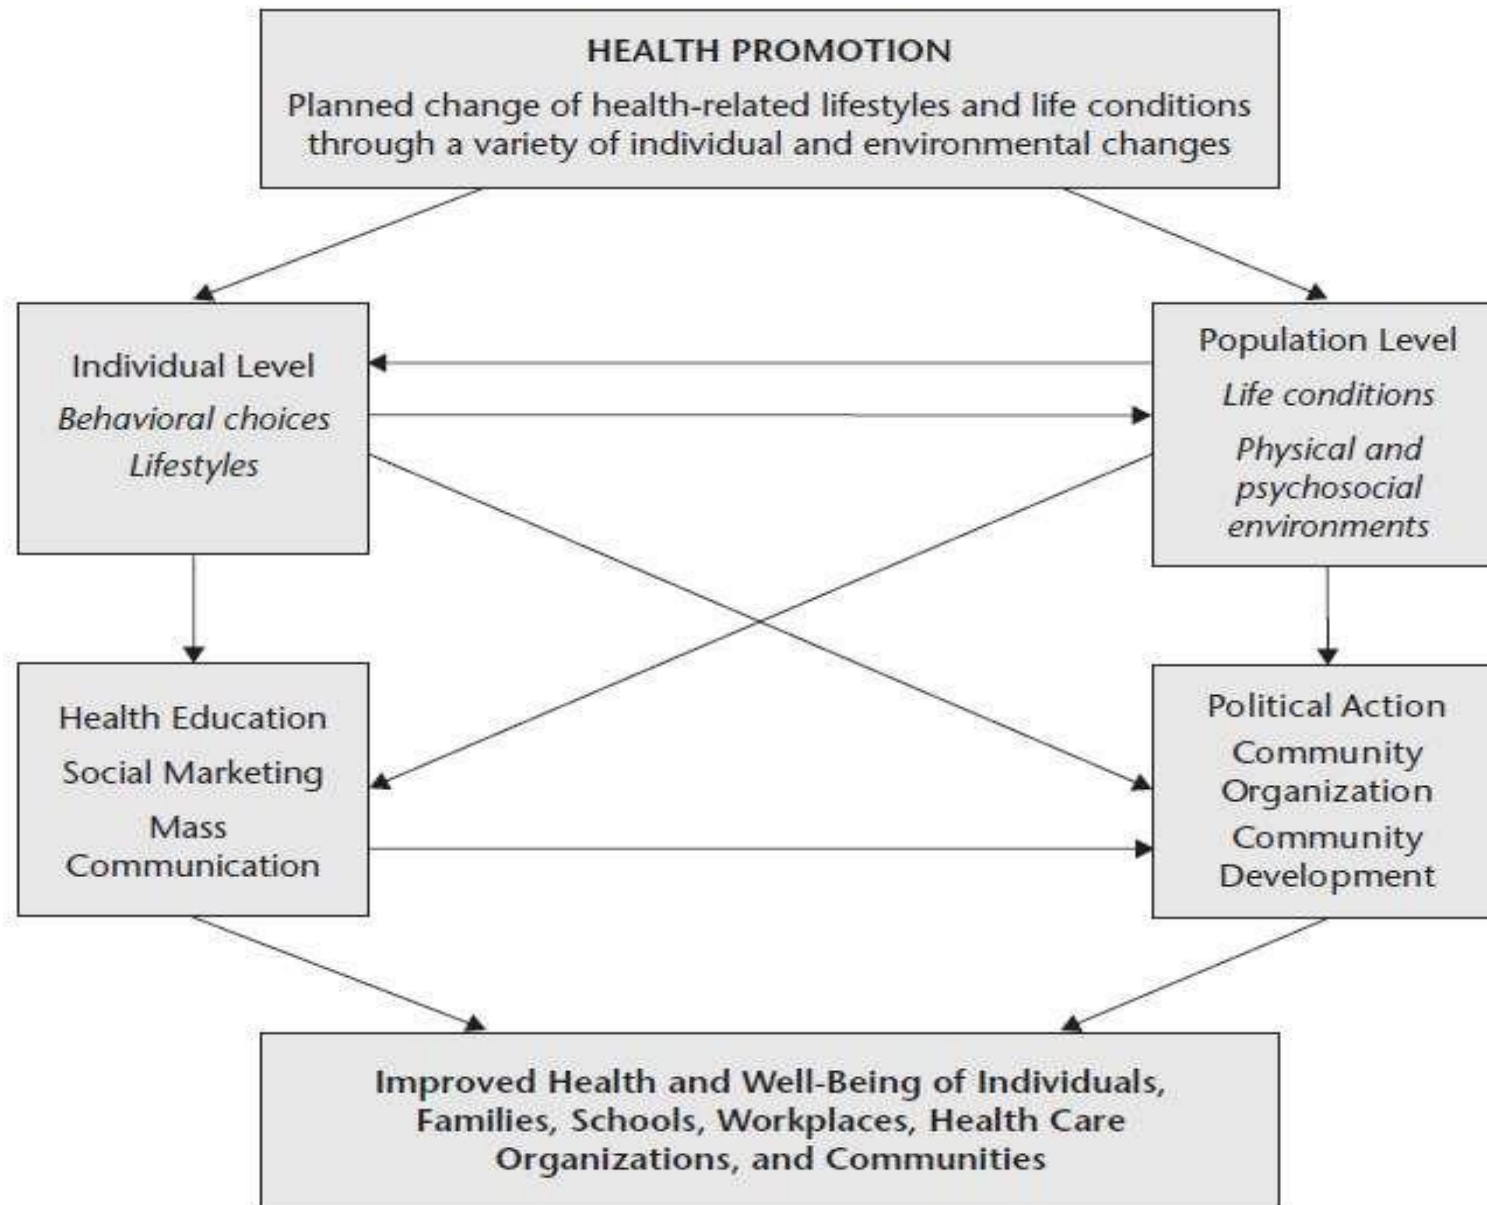 HEALTH PROMOTION
Planned change of health-related lifestyles and life conditions
through a variety of individual and environmental changes
Individual Level
Behavioral choices
Lifestyles
Population Level
Life conditions
Physical and
psychosocial
environments
Health Education
Social Marketing
Mass
Communication
Political Action
Community
Organization
Community
Development
Improved Health and Well-Being of Individuals,
Families, Schools, Workplaces, Health Care
Organizations, and Communities